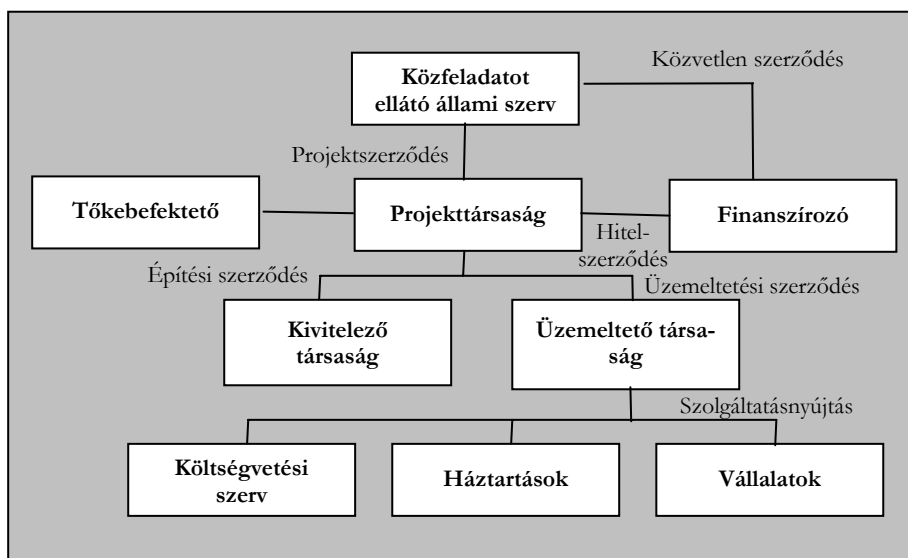 Közvetlen szerződés
Közfeladatot
ellátó állami szerv
Projektszerződés
Tőkebefektető
Projekttársaság
Finanszírozó
Hitel-
szerződés
Építési szerződés
Üzemeltetési szerződés
Kivitelező
társaság
Üzemeltető társa-
ság
Szolgáltatásnyújtás
Költségvetési
szerv
Háztartások
Vállalatok